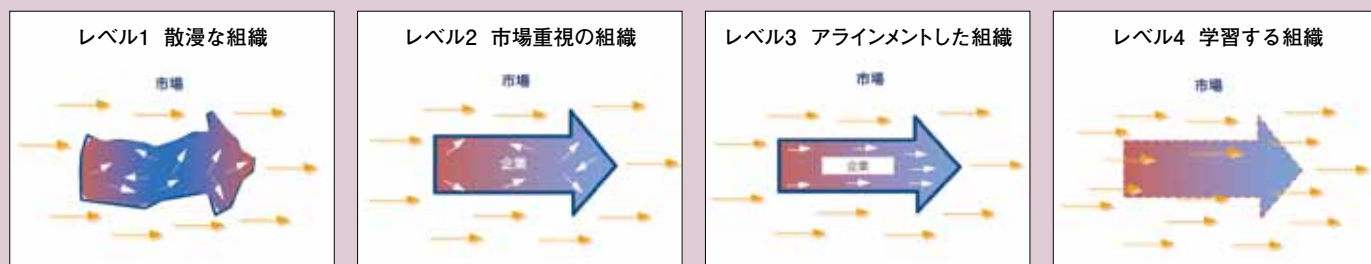 レベル1 散漫な組織
市場
レベル2 市場重視の組織
市場
企業
レベル3 アラインメントした組織
市場
企業
レベル4 学習する組織
市場